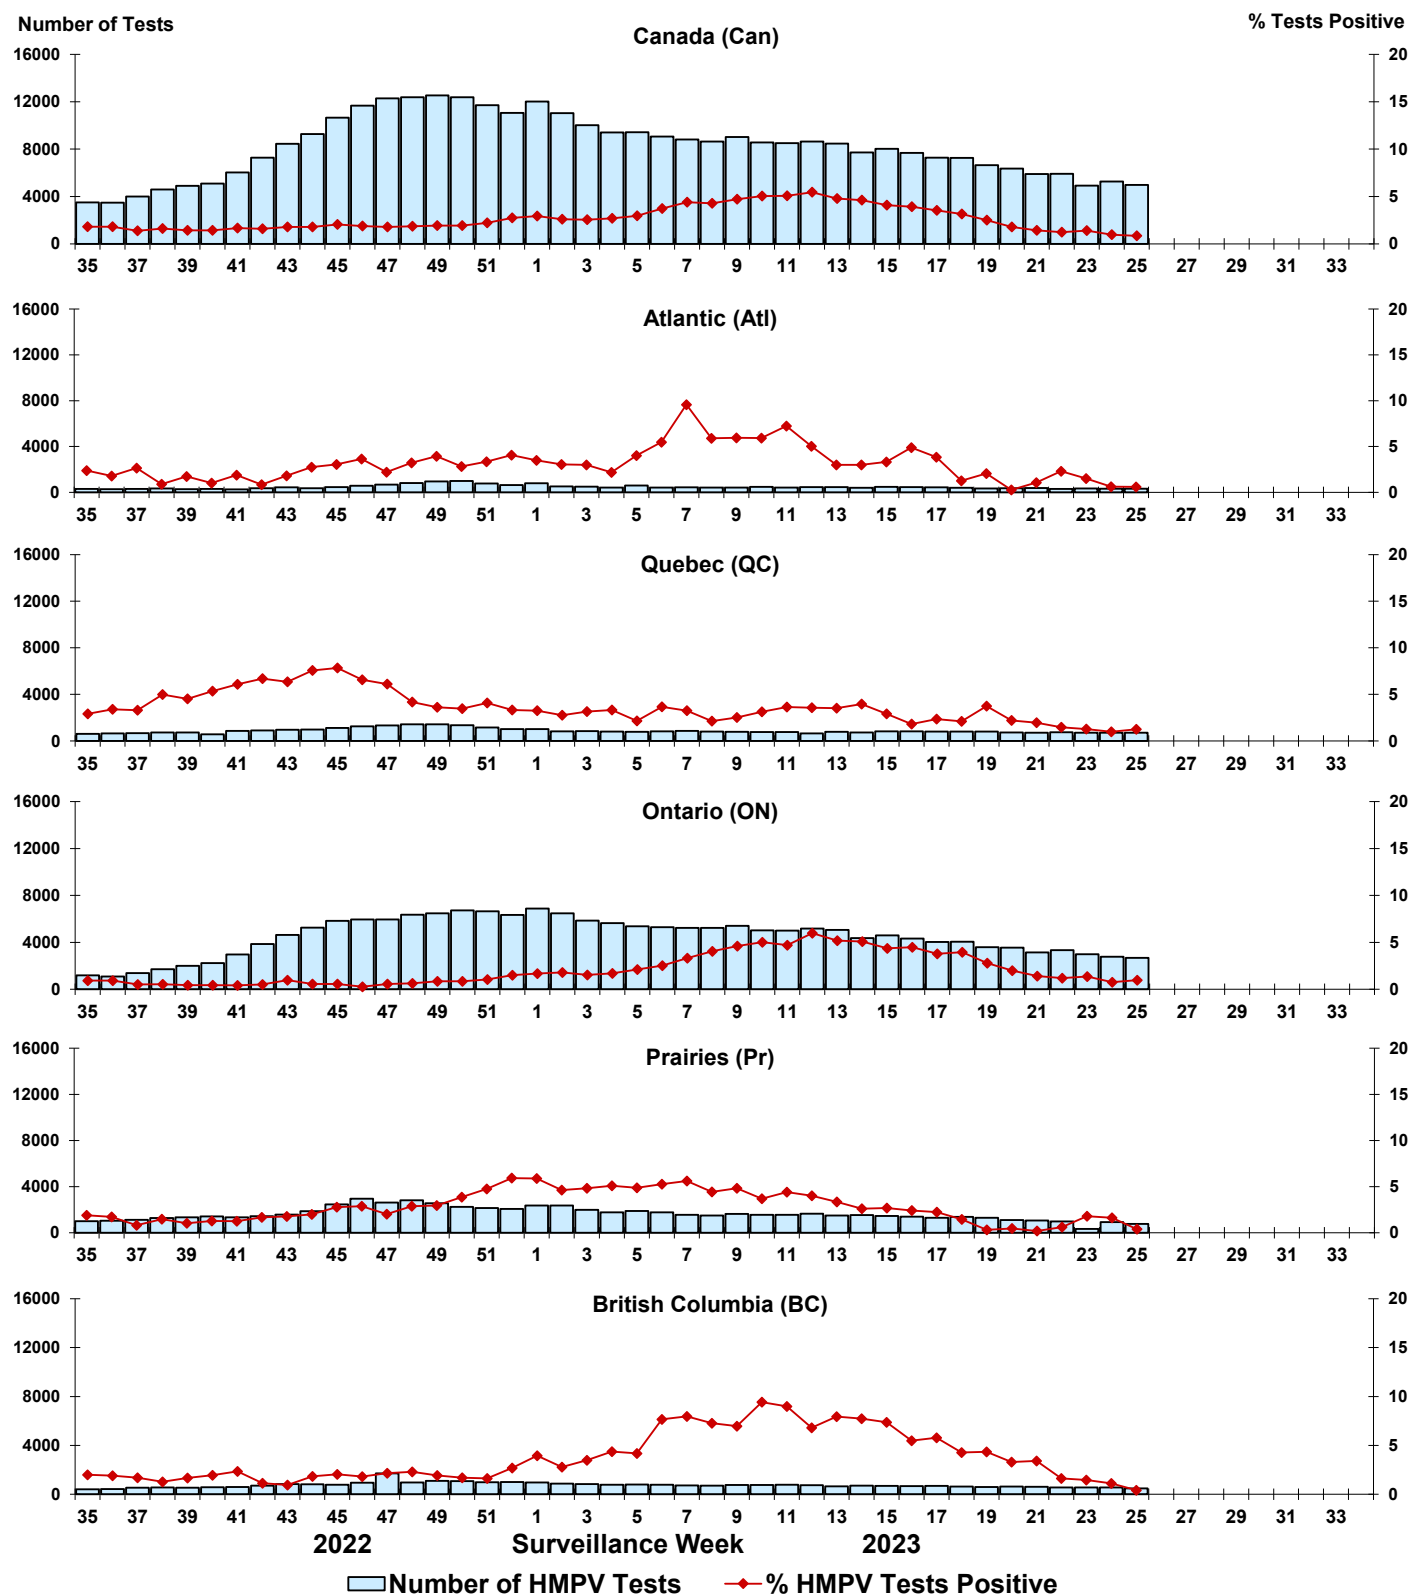 Number of Tests % Tests Positive
Canada (Can)
16000 20
12000 15
8000 10
4000 5
0 0
35 37 39 41 43 45 47 49 51 1 3 5 7 9 11 13 15 17 19 21 23 25 27 29 31 33
Atlantic (Atl)
16000 20
12000 15
8000 10
4000 5
0 0
35 37 39 41 43 45 47 49 51 1 3 5 7 9 11 13 15 17 19 21 23 25 27 29 31 33
Quebec (QC)
16000 20
12000 15
8000 10
4000 5
0 0
35 37 39 41 43 45 47 49 51 1 3 5 7 9 11 13 15 17 19 21 23 25 27 29 31 33
Ontario (ON)
16000 20
12000 15
8000 10
4000 5
0 0
35 37 39 41 43 45 47 49 51 1 3 5 7 9 11 13 15 17 19 21 23 25 27 29 31 33
Prairies (Pr)
16000 20
12000 15
8000 10
4000 5
0 0
35 37 39 41 43 45 47 49 51 1 3 5 7 9 11 13 15 17 19 21 23 25 27 29 31 33
British Columbia (BC)
16000 20
12000 15
8000 10
4000 5
0 0
35 37 39 41 43 45 47 49 51 1 3 5 7 9 11 13 15 17 19 21 23 25 27 29 31 33
2022 Surveillance Week 2023
Number of HMPV Tests % HMPV Tests Positive